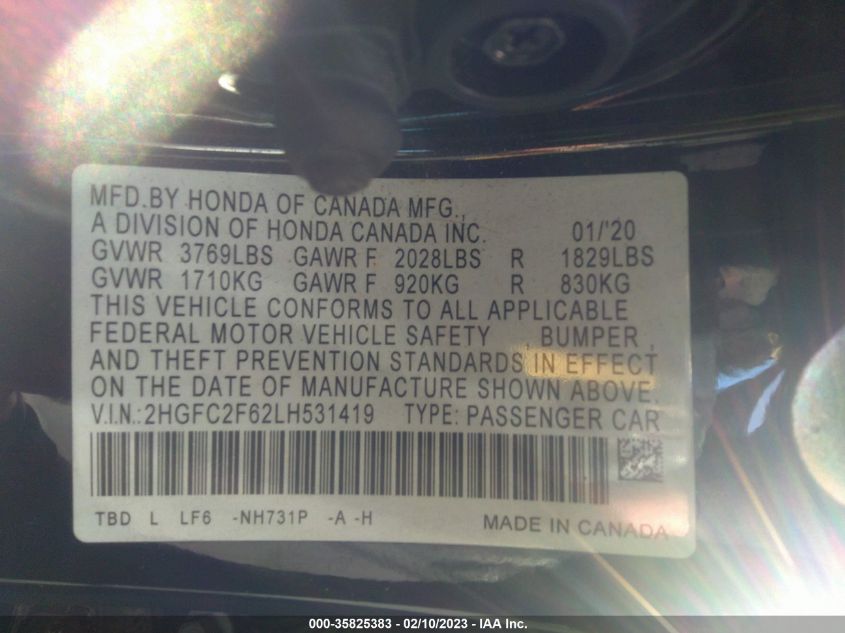 MFD.BY HONDA OF CANADA MFG.,
A DIVISION OF HONDA CANADA INC. 01/'20
GVWR 3769LBS GAWR F 2028LBS R 1829LBS
GVWR 1710KG GAWR F 920KG R 830KG
THIS VEHICLE CONFORMS TO ALL APPLICABLE
FEDERAL MOTOR VEHICLE SAFETY , BUMPER ,
AND THEFT PREVENTION STANDARDS IN EFFECT
ON THE DATE OF MANUFACTURE SHOWN ABOVE.
V.I.N.:2HGFC2F62LH531419 TYPE: PASSENGER CAR
TBD L LF6 -NH731P -A -H MADE IN CANADA
000-35825383 - 02/10/2023 - IAA Inc.